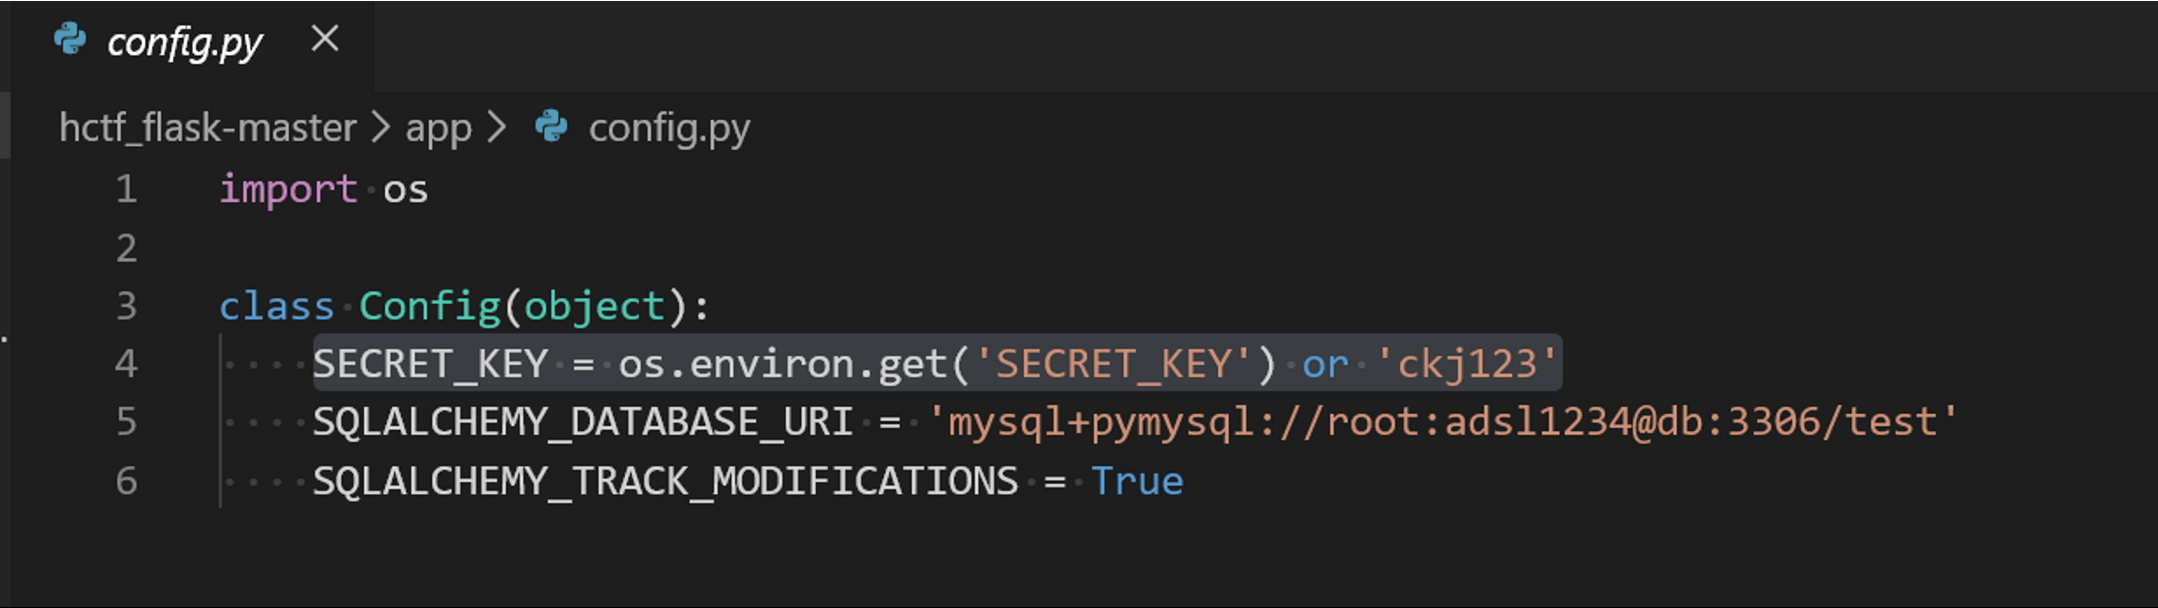 config.py
hctf_flask-master > app > config.py
1 import os
2
3 class Config(object):
4     SECRET_KEY = os.environ.get('SECRET_KEY') or 'ckj123'
5     SQLALCHEMY_DATABASE_URI = 'mysql+pymysql://root:adsl1234@db:3306/test'
6     SQLALCHEMY_TRACK_MODIFICATIONS = True